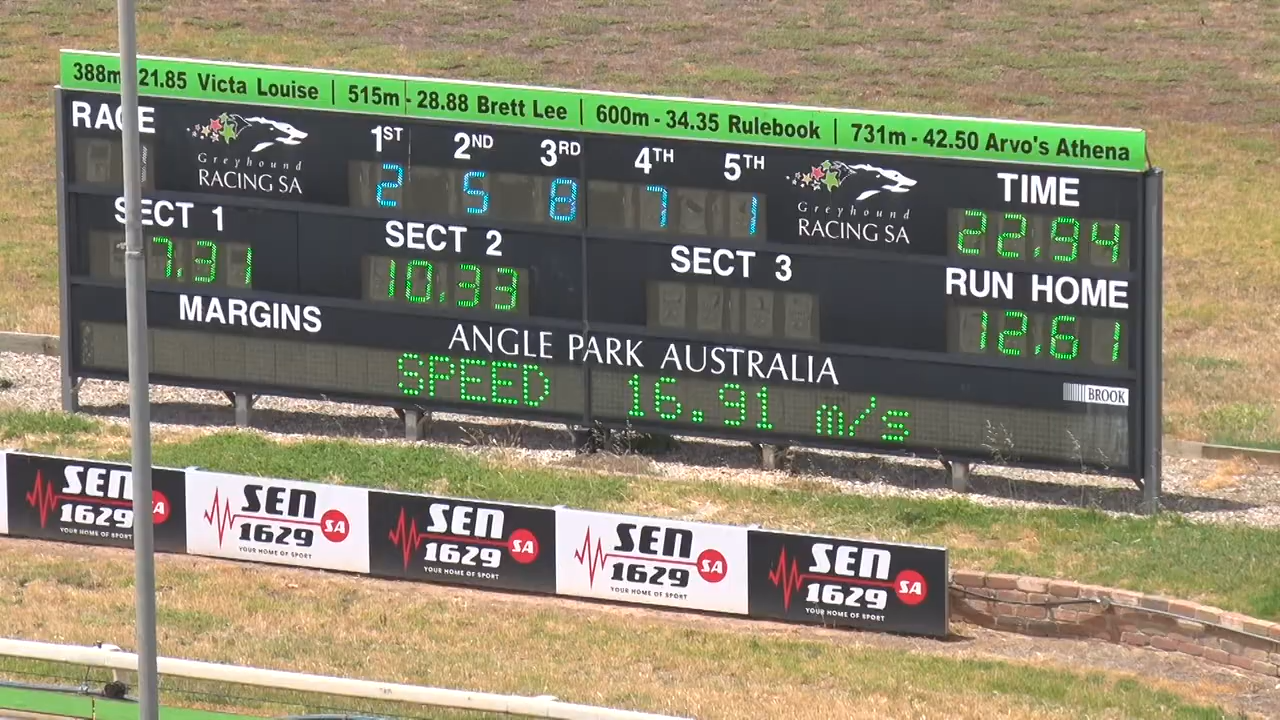 388m 21.85 Victa Louise | 515m - 28.88 Brett Lee | 600m - 34.35 Rulebook | 731m - 42.50 Arvo's Athena
RACE
Greyhound
RACING SA
1ST 2ND 3RD 4TH 5TH
2 5 8 7 1
Greyhound
RACING SA
TIME
22.94
SECT 1
7.31
SECT 2
10.33
SECT 3
RUN HOME
12.61
MARGINS
ANGLE PARK AUSTRALIA
SPEED 16.91 m/s
BROOK
SEN
1629 SA
YOUR HOME OF SPORT
SEN
1629 SA
YOUR HOME OF SPORT
SEN
1629 SA
YOUR HOME OF SPORT
SEN
1629 SA
YOUR HOME OF SPORT
SEN
1629 SA
YOUR HOME OF SPORT